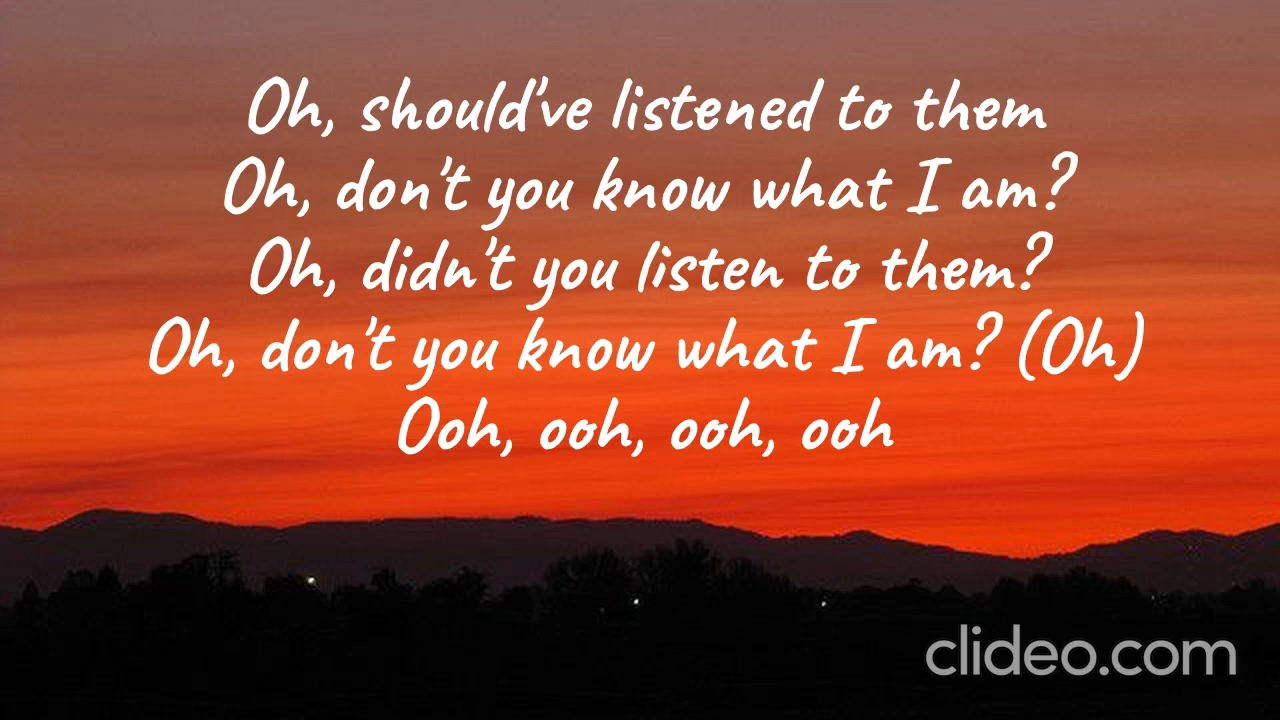 Oh, should've listened to them
Oh, don't you know what I am?
Oh, didn't you listen to them?
Oh, don't you know what I am? (Oh)
Ooh, ooh, ooh, ooh
clideo.com